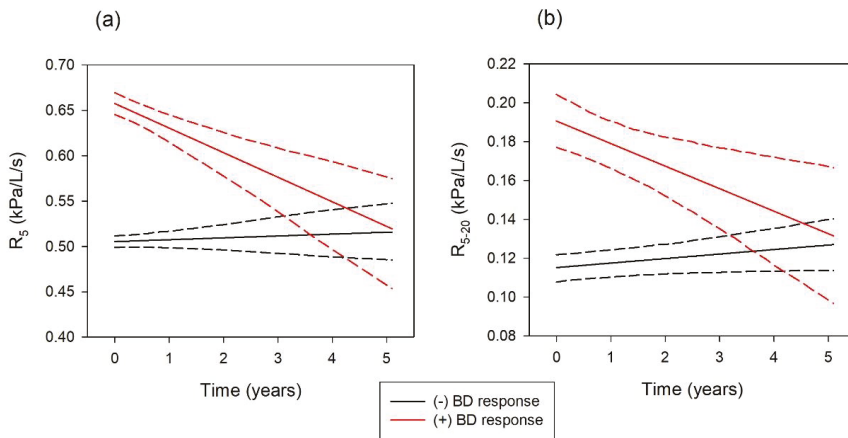 (a)
R5 (kPa/L/s)
0.70
0.65
0.60
0.55
0.50
0.45
0.40
0 1 2 3 4 5
Time (years)
(b)
R5-20 (kPa/L/s)
0.22
0.20
0.18
0.16
0.14
0.12
0.10
0.08
0 1 2 3 4 5
Time (years)
(-) BD response
(+) BD response